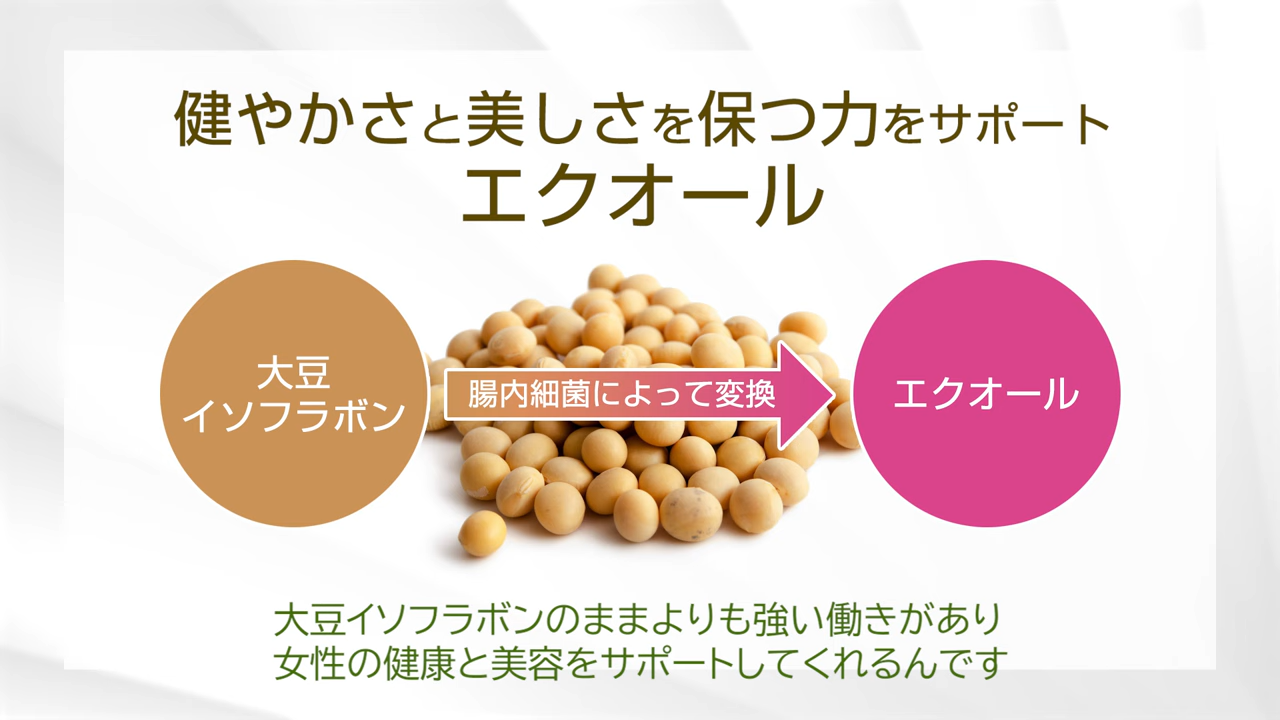 健やかさと美しさを保つ力をサポート
エクオール
大豆
イソフラボン
腸内細菌によって変換
エクオール
大豆イソフラボンのままよりも強い働きがあり
女性の健康と美容をサポートしてくれるんです